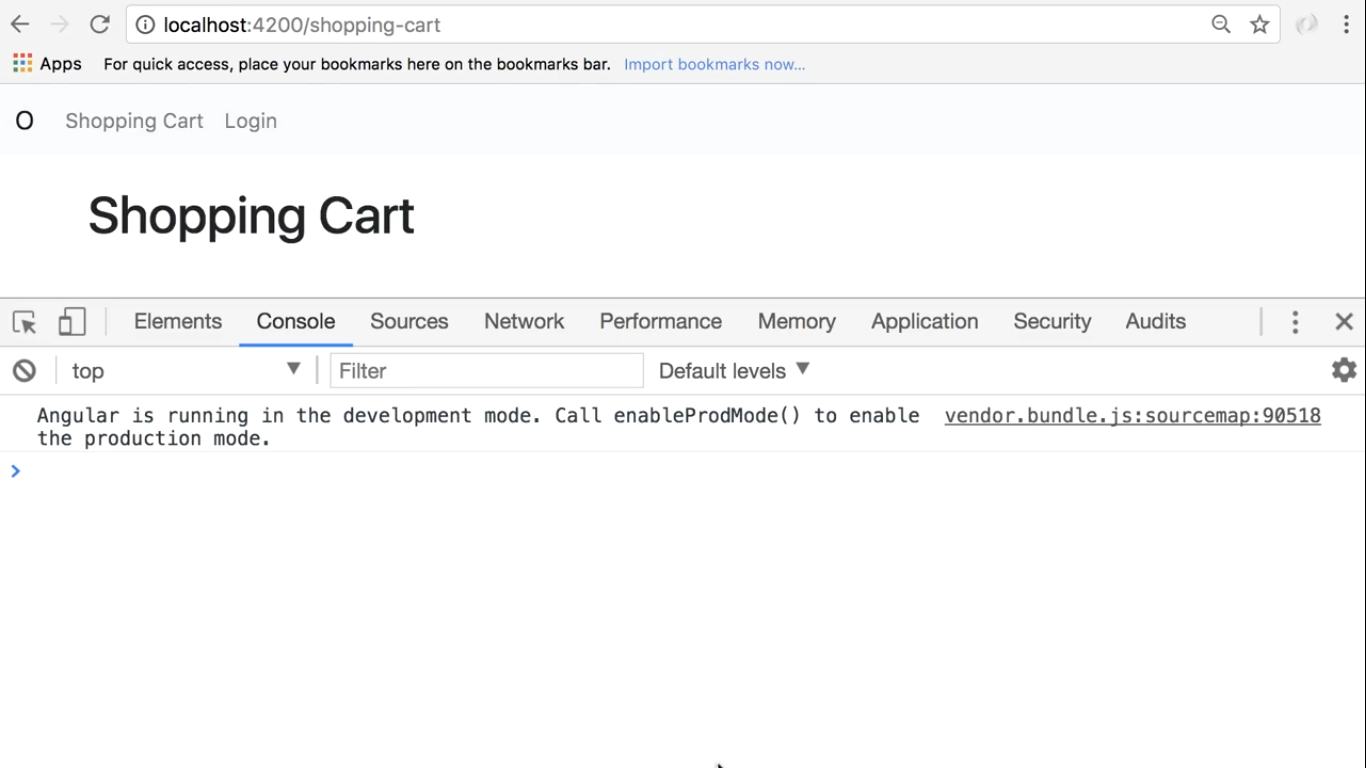 localhost:4200/shopping-cart
Apps For quick access, place your bookmarks here on the bookmarks bar. Import bookmarks now...
O Shopping Cart Login
Shopping Cart
Elements Console Sources Network Performance Memory Application Security Audits
top Filter Default levels
Angular is running in the development mode. Call enableProdMode() to enable vendor.bundle.js:sourcemap:90518
the production mode.